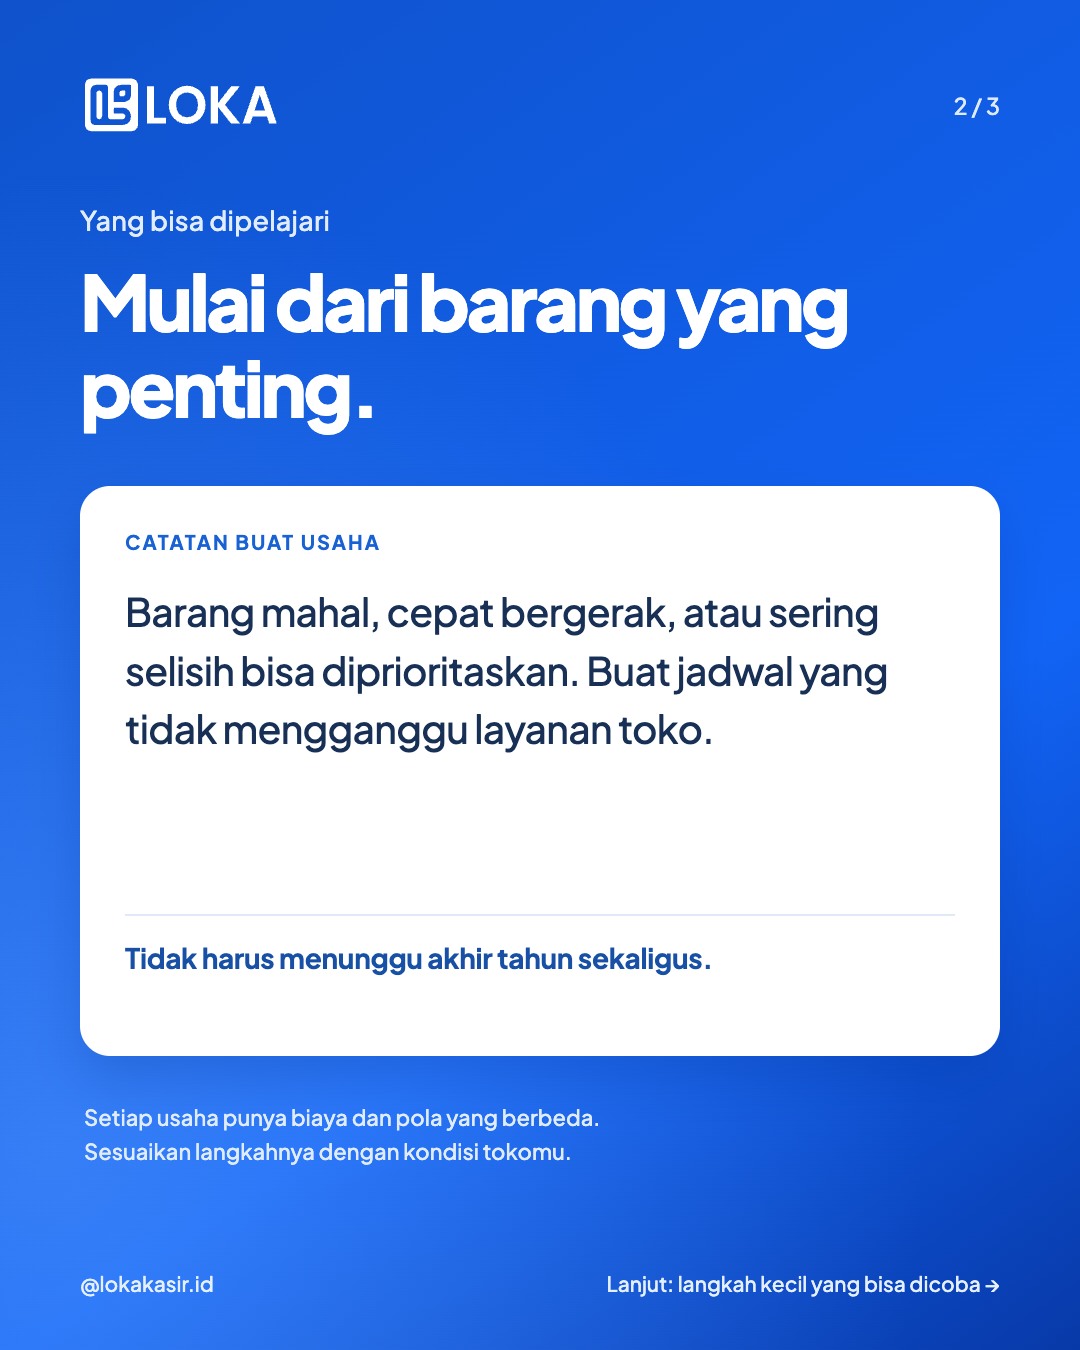 LOKA
2 / 3
Yang bisa dipelajari
Mulai dari barang yang
penting.
CATATAN BUAT USAHA
Barang mahal, cepat bergerak, atau sering
selisih bisa diprioritaskan. Buat jadwal yang
tidak mengganggu layanan toko.
Tidak harus menunggu akhir tahun sekaligus.
Setiap usaha punya biaya dan pola yang berbeda.
Sesuaikan langkahnya dengan kondisi tokomu.
@lokakasir.id
Lanjut: langkah kecil yang bisa dicoba →